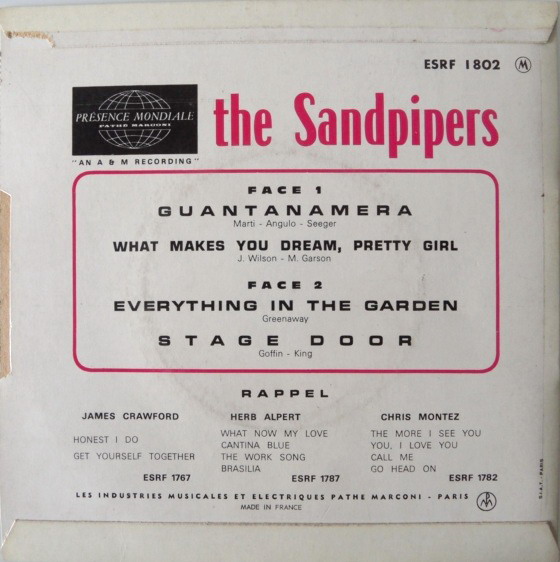 ESRF 1802 M
PRÉSENCE MONDIALE
PATHÉ MARCONI
"AN A & M RECORDING"
the Sandpipers
FACE 1
GUANTANAMERA
Marti - Angulo - Seeger
WHAT MAKES YOU DREAM, PRETTY GIRL
J. Wilson - M. Garson
FACE 2
EVERYTHING IN THE GARDEN
Greenaway
STAGE DOOR
Goffin - King
RAPPEL
JAMES CRAWFORD
HONEST I DO
GET YOURSELF TOGETHER
ESRF 1767
HERB ALPERT
WHAT NOW MY LOVE
CANTINA BLUE
THE WORK SONG
BRASILIA
ESRF 1787
CHRIS MONTEZ
THE MORE I SEE YOU
YOU, I LOVE YOU
CALL ME
GO HEAD ON
ESRF 1782
LES INDUSTRIES MUSICALES ET ELECTRIQUES PATHE MARCONI - PARIS
MADE IN FRANCE